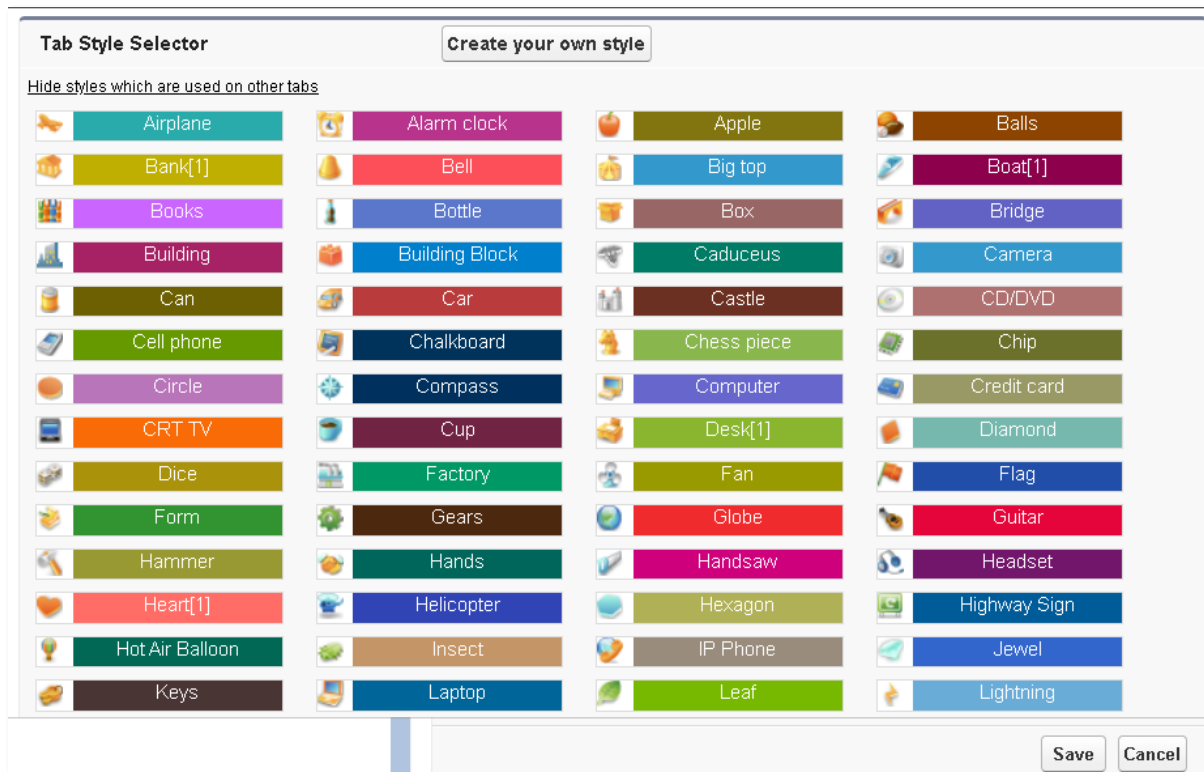 Tab Style Selector Create your own style
Hide styles which are used on other tabs
Airplane Alarm clock Apple Balls
Bank[1] Bell Big top Boat[1]
Books Bottle Box Bridge
Building Building Block Caduceus Camera
Can Car Castle CD/DVD
Cell phone Chalkboard Chess piece Chip
Circle Compass Computer Credit card
CRT TV Cup Desk[1] Diamond
Dice Factory Fan Flag
Form Gears Globe Guitar
Hammer Hands Handsaw Headset
Heart[1] Helicopter Hexagon Highway Sign
Hot Air Balloon Insect IP Phone Jewel
Keys Laptop Leaf Lightning
Save Cancel